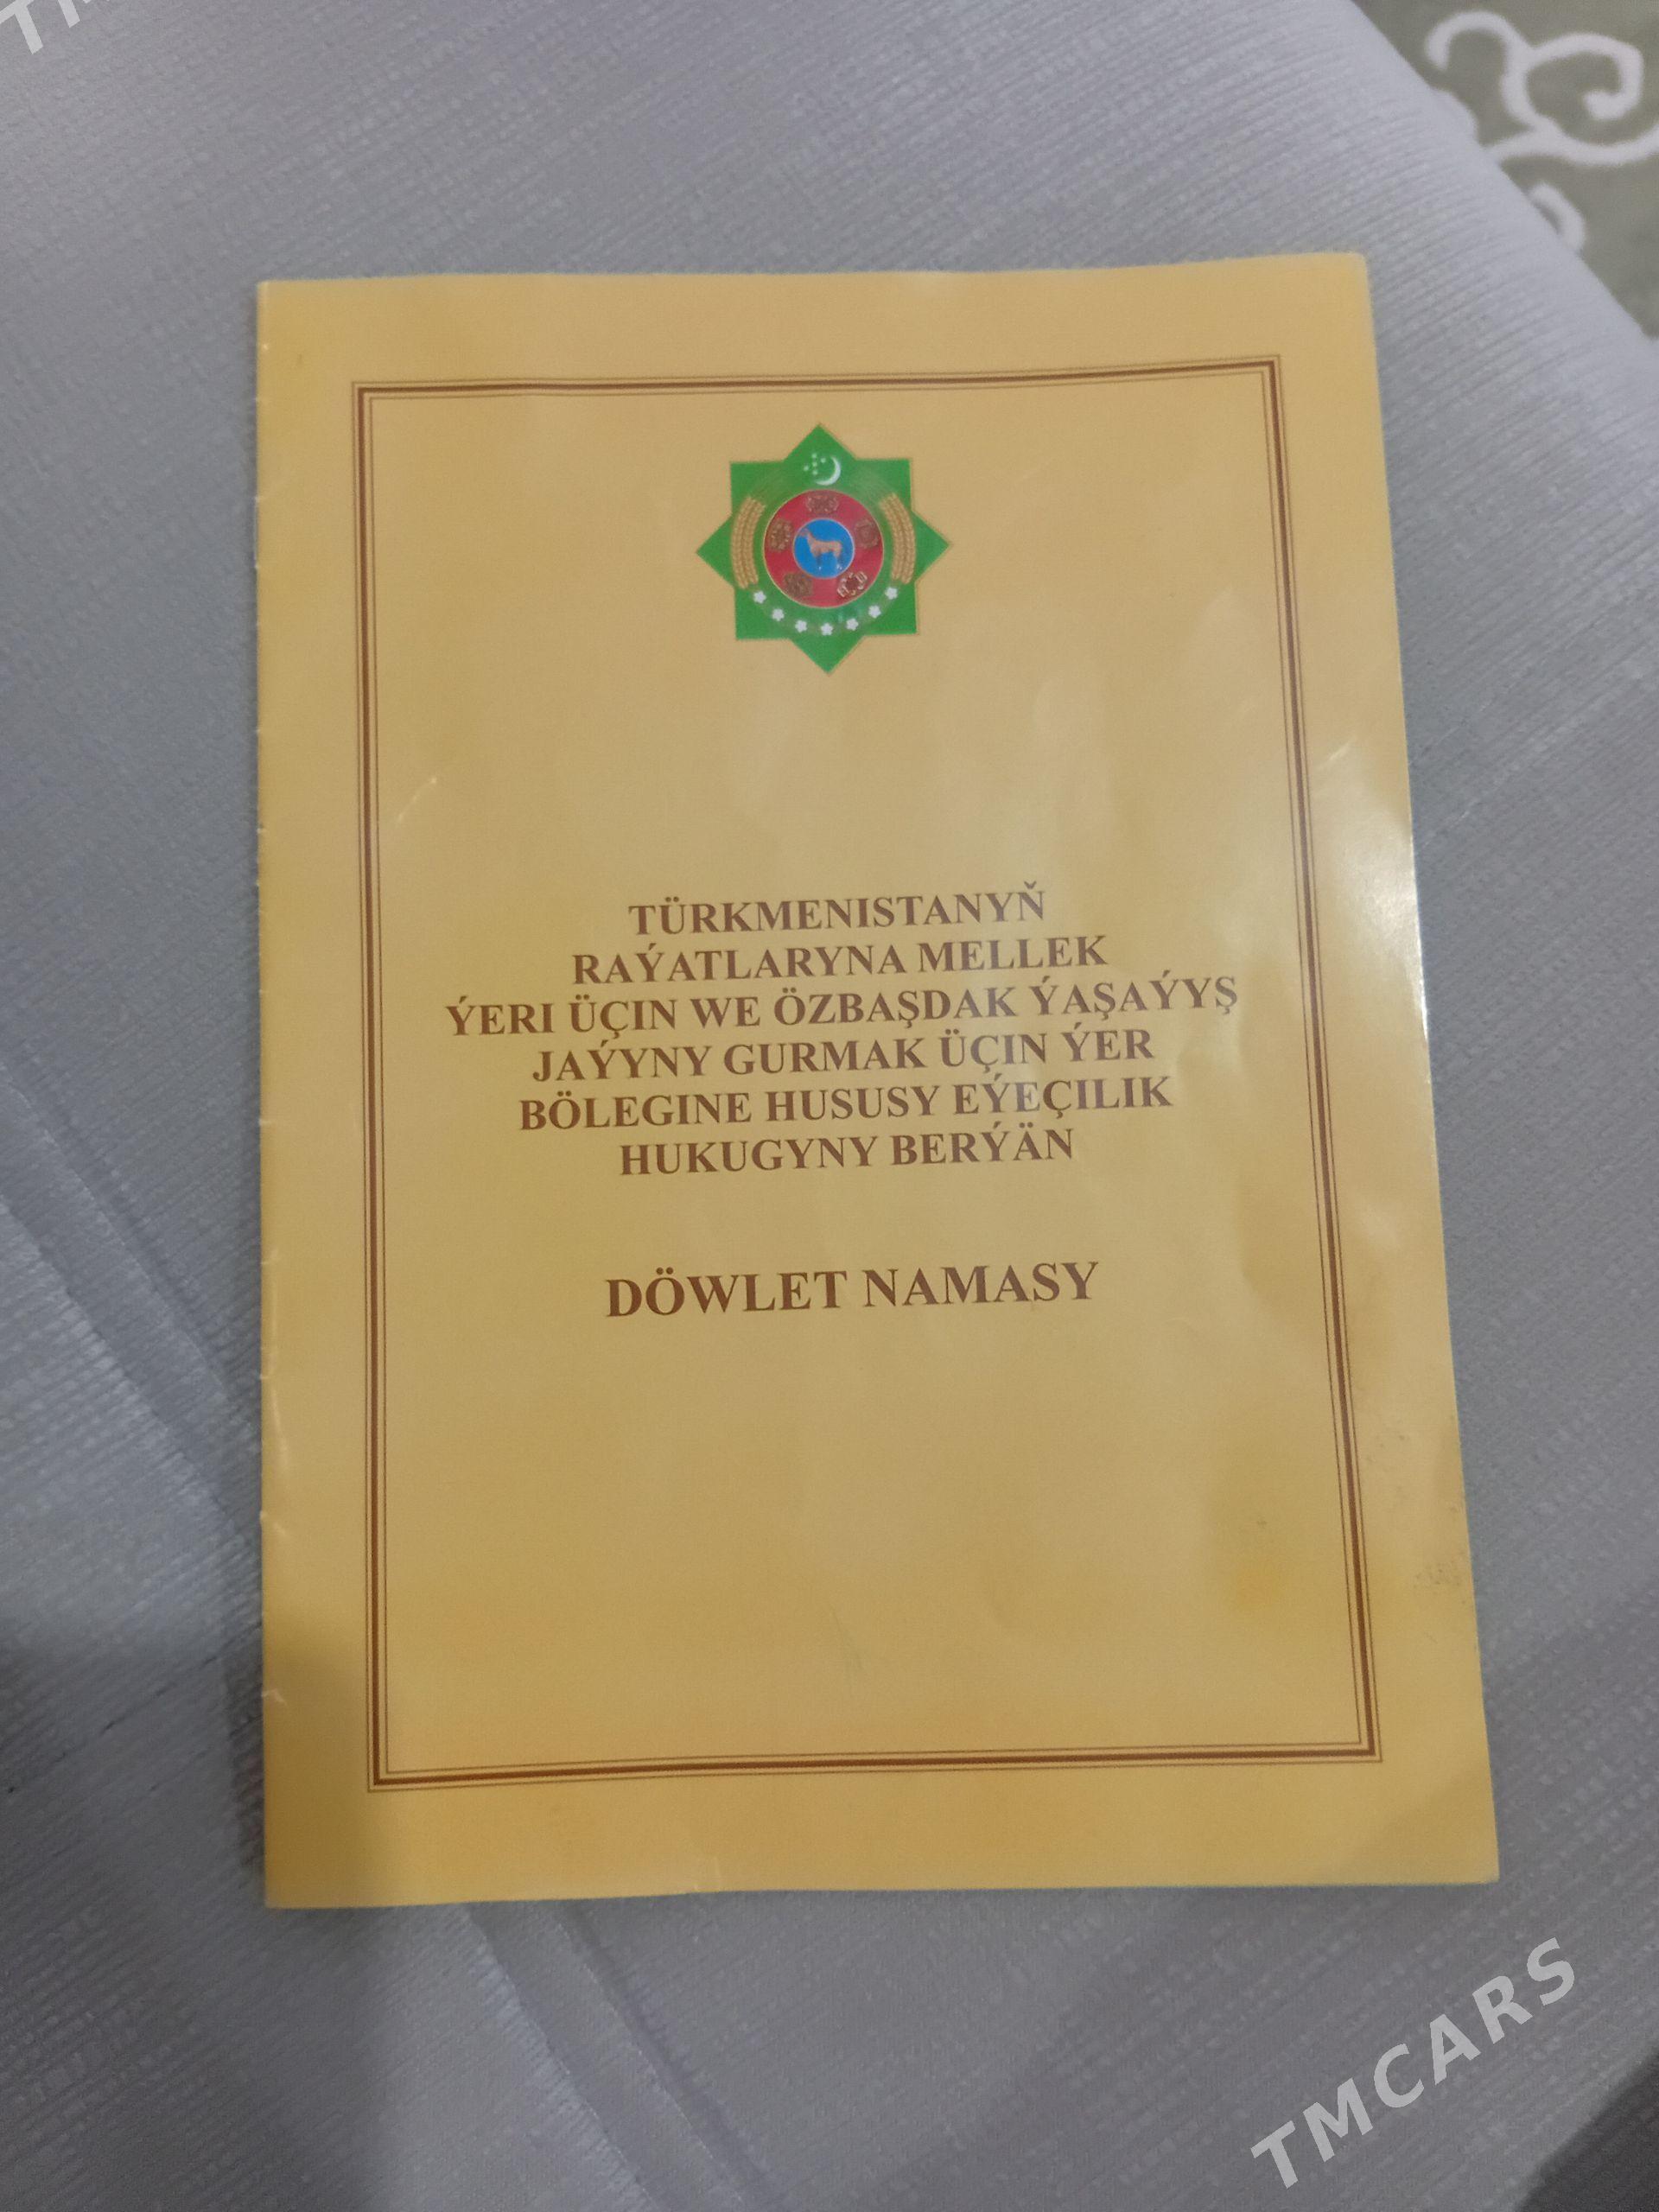 TÜRKMENISTANYŇ
RAÝATLARYNA MELLEK
ÝERI ÜÇIN WE ÖZBAŞDAK ÝAŞAÝYŞ
JAÝYNY GURMAK ÜÇIN ÝER
BÖLEGINE HUSUSY EÝEÇILIK
HUKUGYNY BERÝÄN
DÖWLET NAMASY
TMCARS